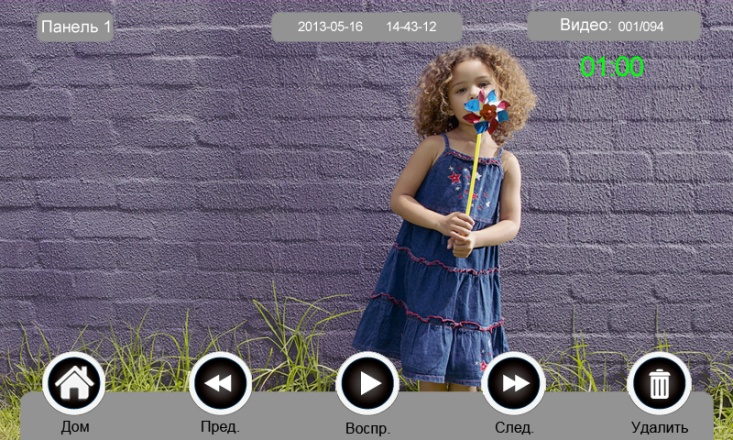 Панель 1
2013-05-16 14-43-12
Видео: 001/094
01:00
Дом
Пред.
Воспр.
След.
Удалить